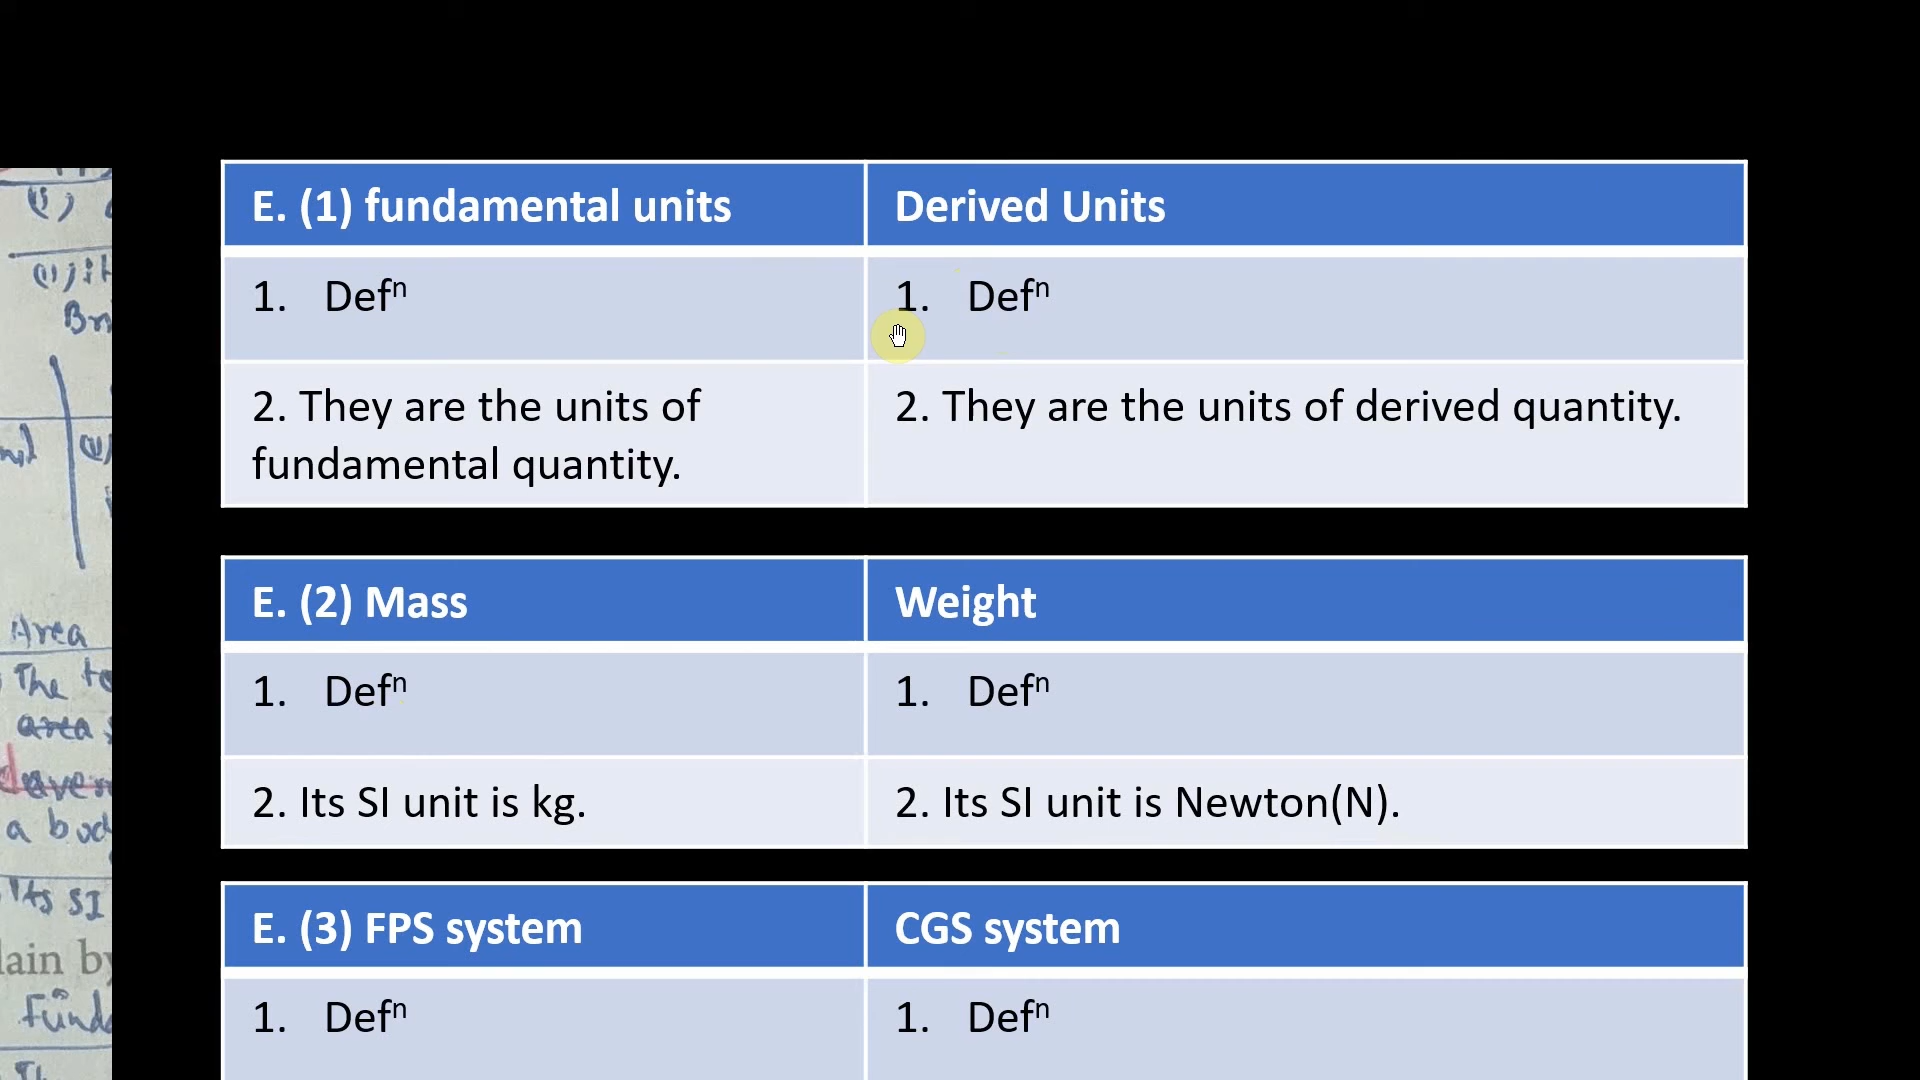 E. (1) fundamental units
Derived Units
1. Defⁿ
1. Defⁿ
2. They are the units of
fundamental quantity.
2. They are the units of derived quantity.
E. (2) Mass
Weight
1. Defⁿ
1. Defⁿ
2. Its SI unit is kg.
2. Its SI unit is Newton(N).
E. (3) FPS system
CGS system
1. Defⁿ
1. Defⁿ
Area
The
area
a
Its SI
by